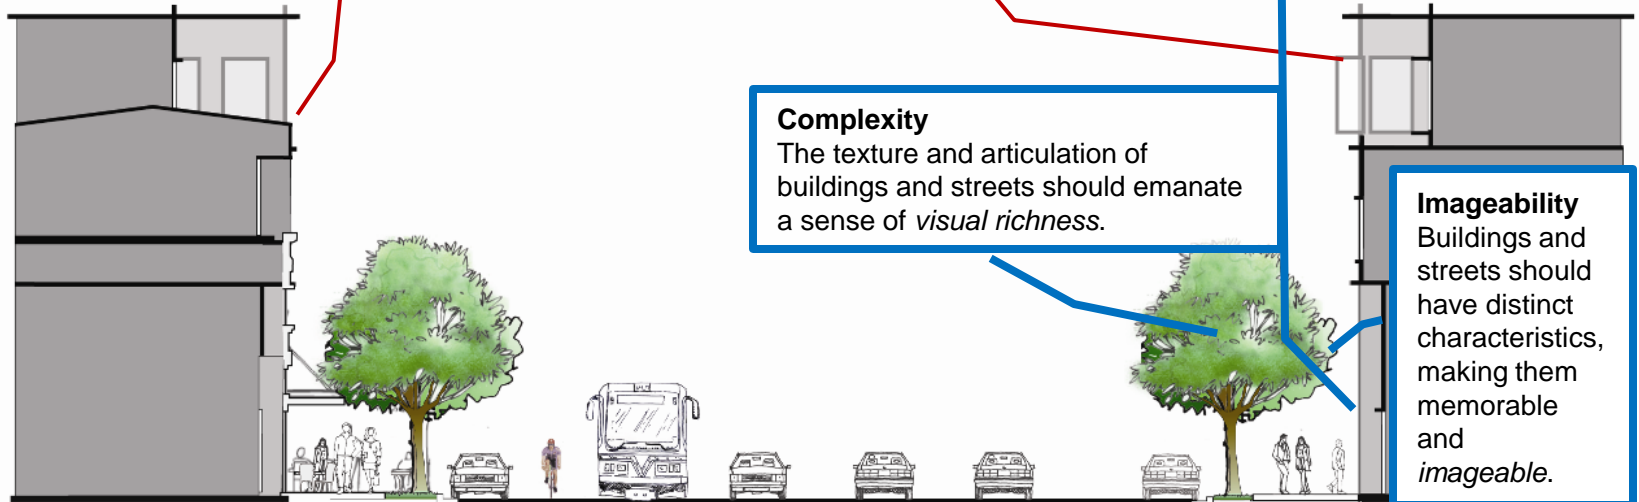 Complexity
The texture and articulation of
buildings and streets should emanate
a sense of visual richness.
Imageability
Buildings and
streets should
have distinct
characteristics,
making them
memorable
and
imageable.